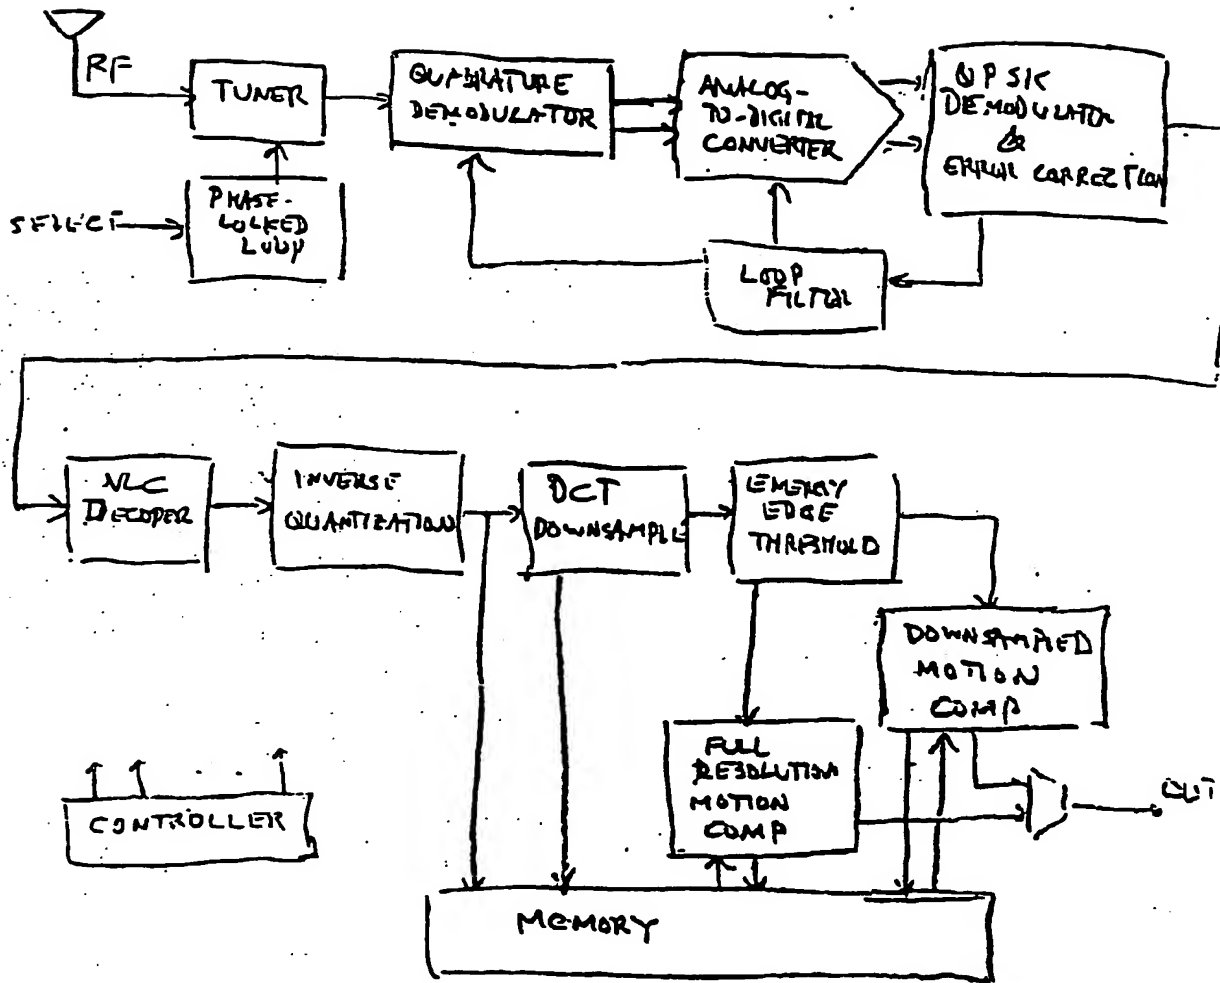 RF
TUNER
QUADRATURE
DEMODULATOR
ANALOG-
TO-DIGITAL
CONVERTER
QPSK
DEMODULATOR
&
ERROR CORRECTION
SELECT
PHASE-
LOCKED
LOOP
LOOP
FILTER
VLC
DECODER
INVERSE
QUANTIZATION
DCT
DOWNSAMPLE
ENERGY
EDGE
THRESHOLD
DOWNSAMPLED
MOTION
COMP
FULL
RESOLUTION
MOTION
COMP
OUT
CONTROLLER
MEMORY